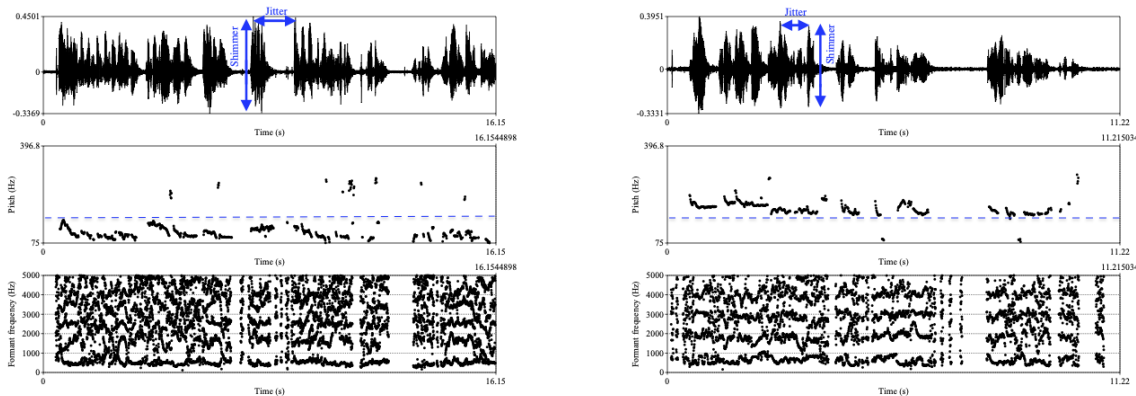 0.4501
Jitter
Shimmer
0
-0.3369
0
16.15
Time (s)
16.1544898
396.8
Pitch (Hz)
75
0
16.15
Time (s)
16.1544898
5000
4000
3000
2000
1000
0
Formant frequency (Hz)
0
16.15
Time (s)
0.3951
Jitter
Shimmer
0
-0.3331
0
11.22
Time (s)
11.215034
396.8
Pitch (Hz)
75
0
11.22
Time (s)
11.215034
5000
4000
3000
2000
1000
0
Formant frequency (Hz)
0
11.22
Time (s)